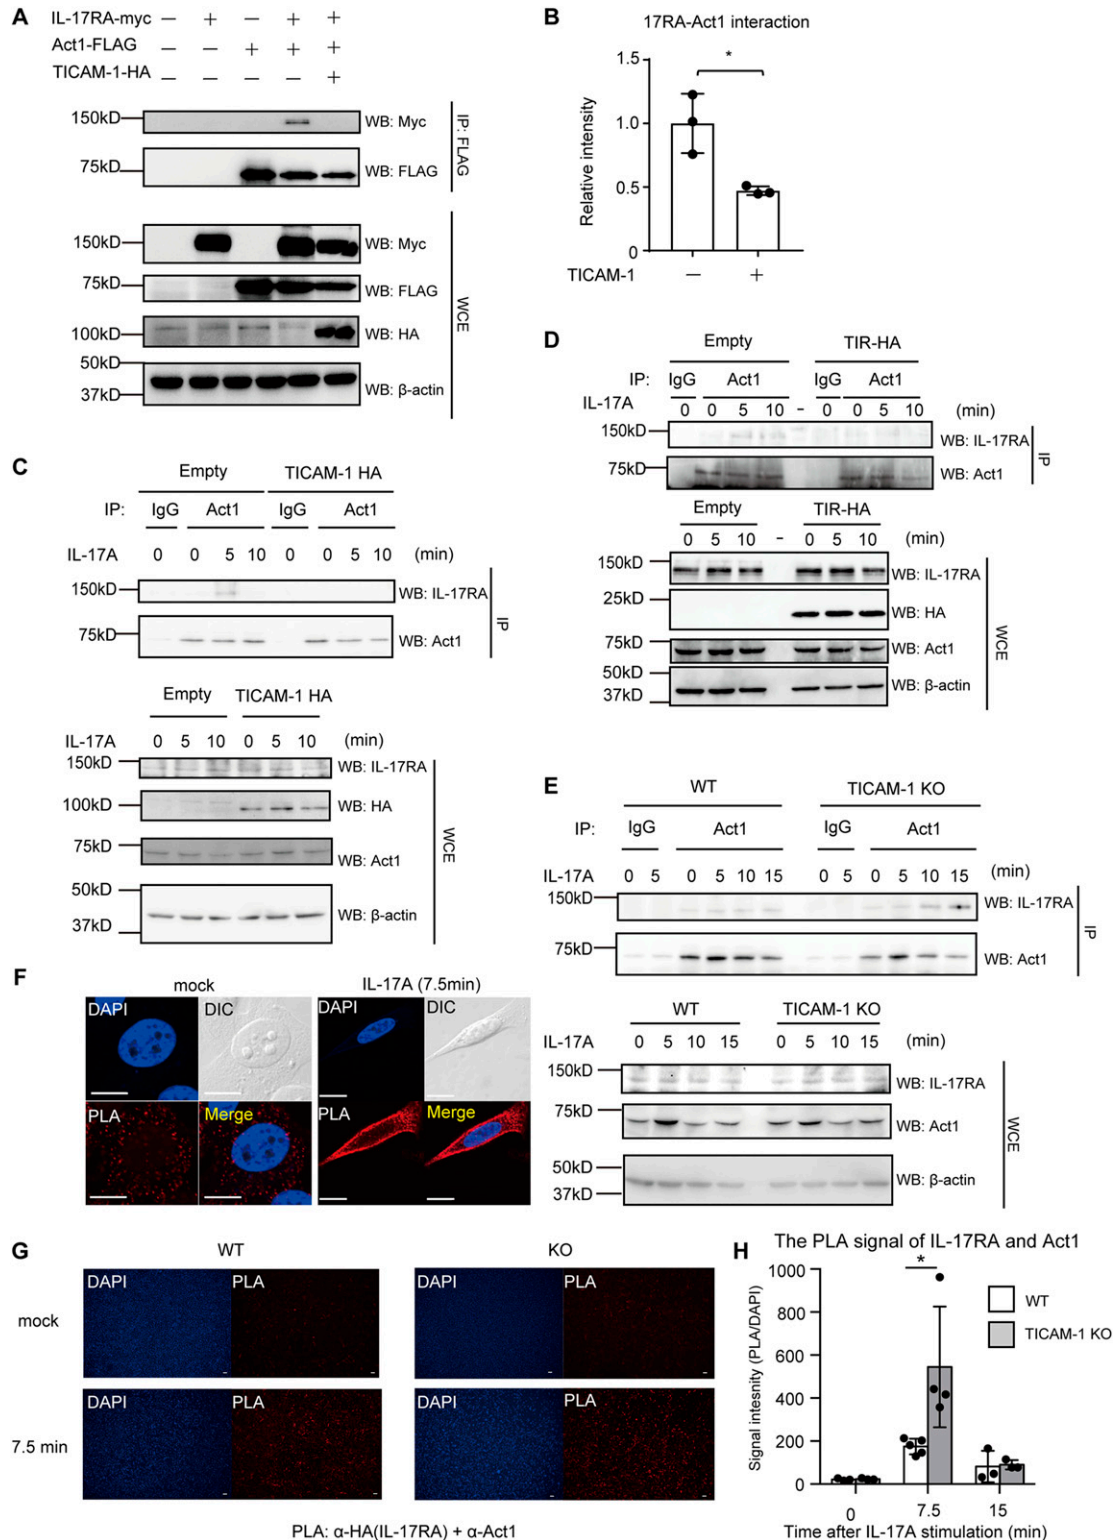 A
IL-17RA-myc — + — + +
Act1-FLAG — — + + +
TICAM-1-HA — — — — +
150kD WB: Myc
75kD WB: FLAG
IP: FLAG
150kD WB: Myc
75kD WB: FLAG
100kD WB: HA
50kD
37kD WB: β-actin
WCE
B
17RA-Act1 interaction
*
Relative intensity
1.5
1.0
0.5
0
TICAM-1 — +
C
Empty TICAM-1 HA
IP: IgG Act1 IgG Act1
IL-17A 0 0 5 10 0 0 5 10 (min)
150kD WB: IL-17RA
75kD WB: Act1
IP
Empty TICAM-1 HA
IL-17A 0 5 10 0 5 10 (min)
150kD WB: IL-17RA
100kD WB: HA
75kD WB: Act1
50kD
37kD WB: β-actin
WCE
D
Empty TIR-HA
IP: IgG Act1 IgG Act1
IL-17A 0 0 5 10 - 0 0 5 10 (min)
150kD WB: IL-17RA
75kD WB: Act1
IP
Empty TIR-HA
0 5 10 - 0 5 10 (min)
150kD WB: IL-17RA
25kD WB: HA
75kD WB: Act1
50kD
37kD WB: β-actin
WCE
E
WT TICAM-1 KO
IP: IgG Act1 IgG Act1
IL-17A 0 5 0 5 10 15 0 5 0 5 10 15 (min)
150kD WB: IL-17RA
75kD WB: Act1
IP
WT TICAM-1 KO
IL-17A 0 5 10 15 0 5 10 15 (min)
150kD WB: IL-17RA
75kD WB: Act1
50kD
37kD WB: β-actin
WCE
F
mock IL-17A (7.5min)
DAPI DIC DAPI DIC
PLA Merge PLA Merge
G
WT KO
mock
DAPI PLA DAPI PLA
7.5 min
DAPI PLA DAPI PLA
PLA: α-HA(IL-17RA) + α-Act1
H
The PLA signal of IL-17RA and Act1
*
WT
TICAM-1 KO
Signal intesnity (PLA/DAPI)
1000
800
600
400
200
0
0 7.5 15
Time after IL-17A stimulation (min)